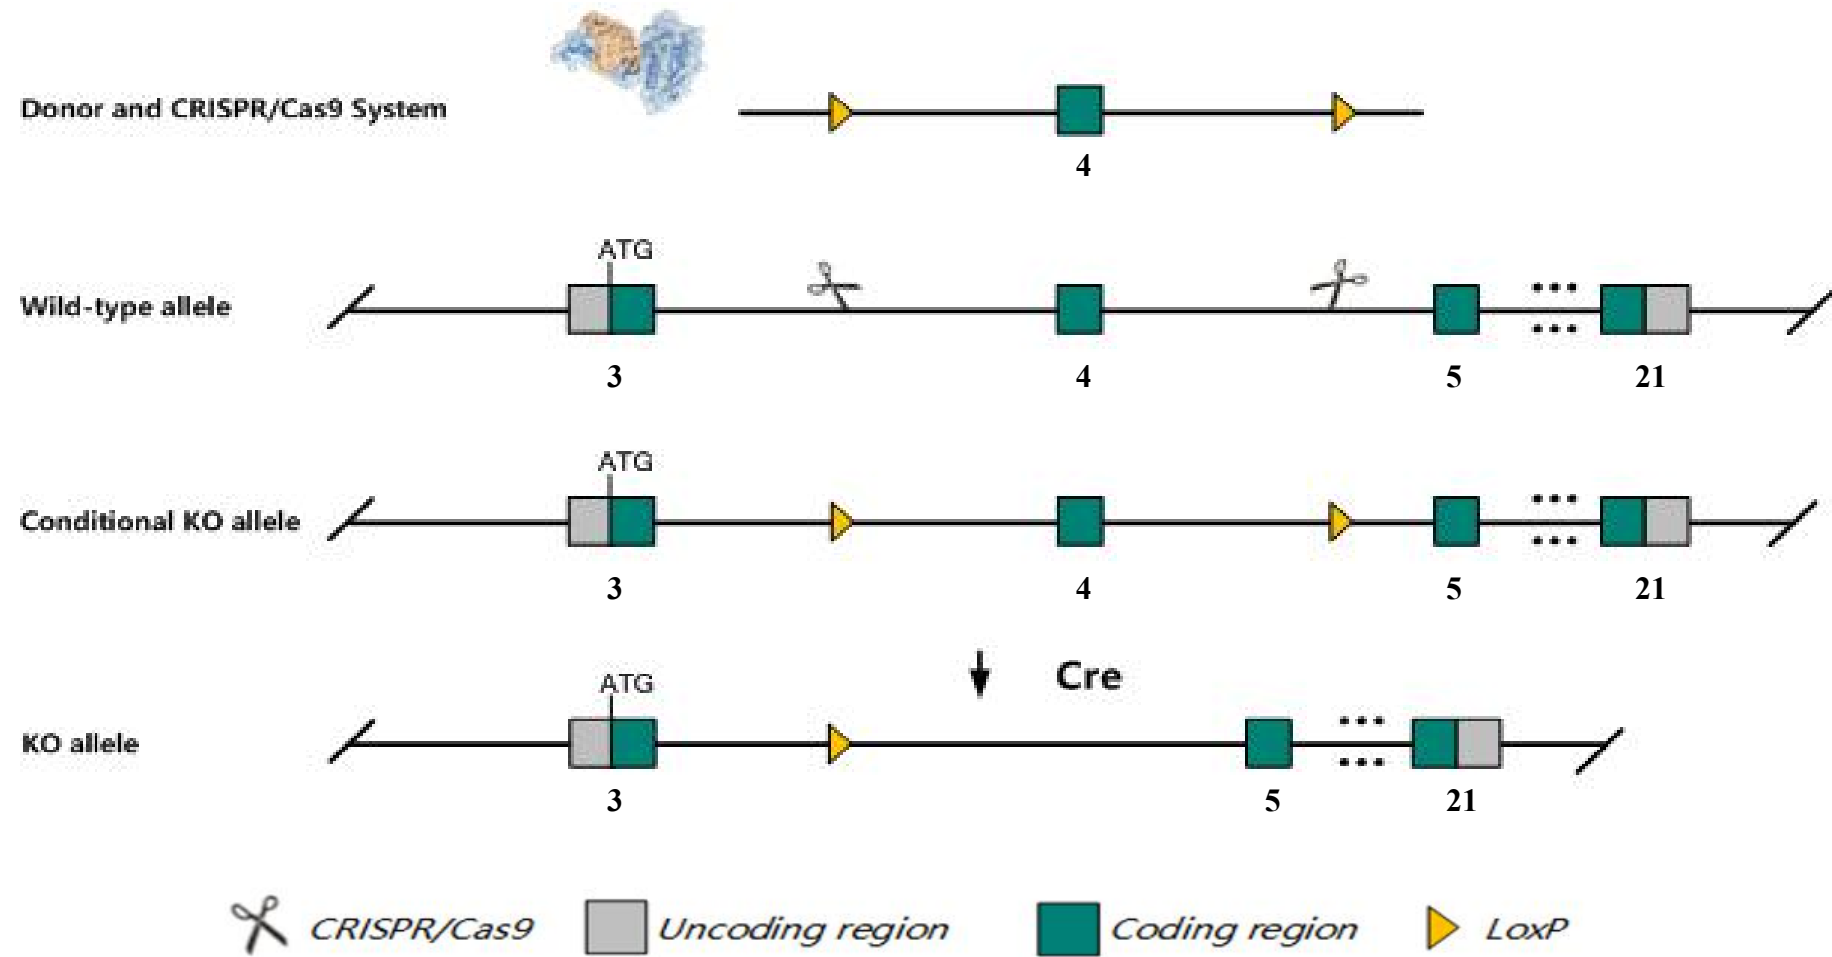 Donor and CRISPR/Cas9 System
4
ATG
Wild-type allele
3 4 5 21
ATG
Conditional KO allele
3 4 5 21
Cre
ATG
KO allele
3 5 21
CRISPR/Cas9 Uncoding region Coding region LoxP